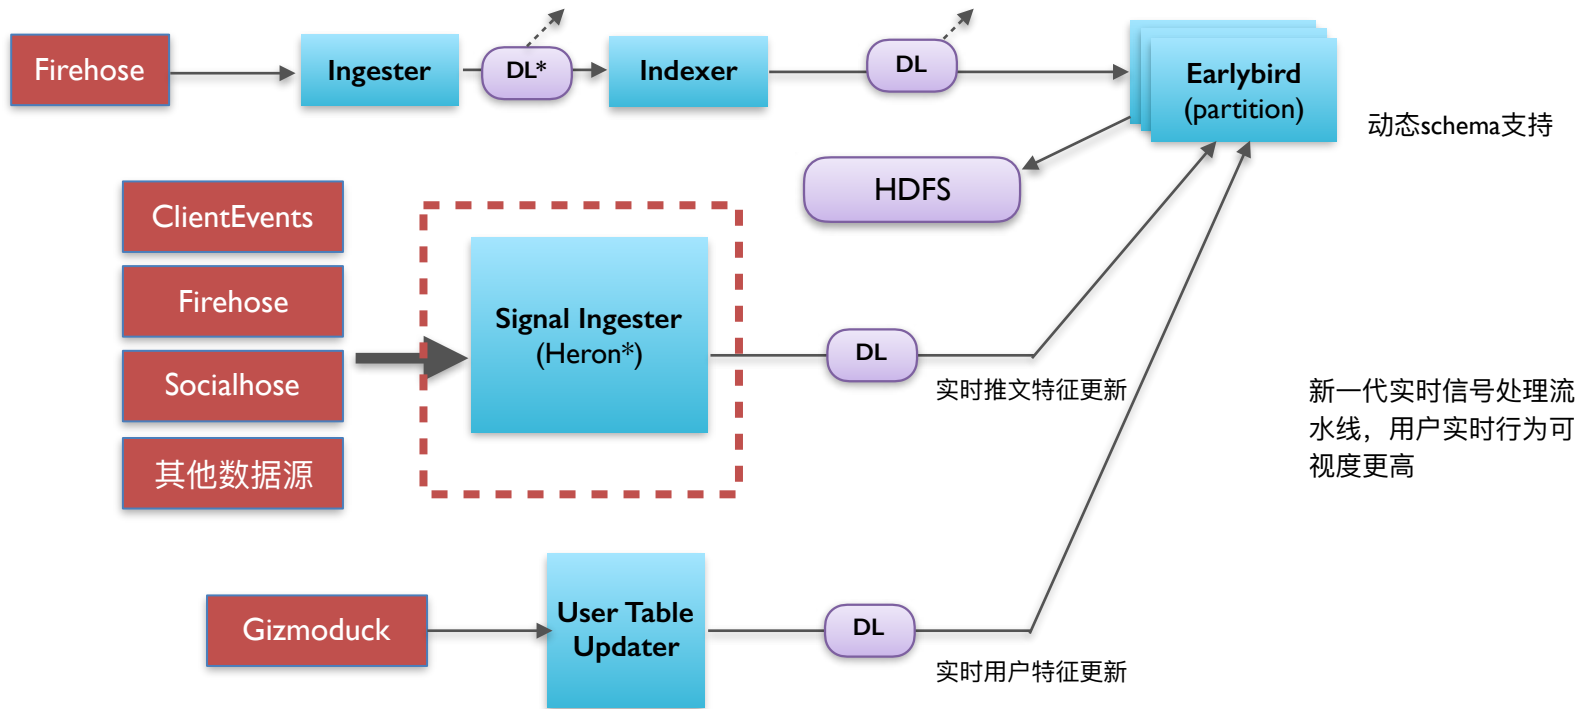 Firehose
Ingester
DL*
Indexer
DL
Earlybird
(partition)
动态schema支持
HDFS
ClientEvents
Firehose
Socialhose
其他数据源
Signal Ingester
(Heron*)
DL
实时推文特征更新
新一代实时信号处理流
水线，用户实时行为可
视度更高
Gizmoduck
User Table
Updater
DL
实时用户特征更新